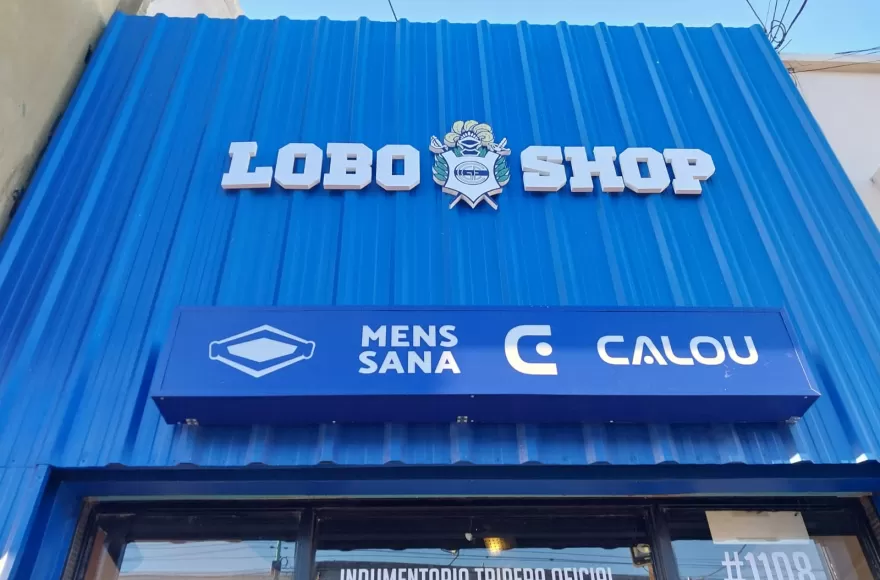 LOBO SHOP
MENS
SANA
CALOU
INDUMENTARIA TRIPERO OFICIAL
#1108